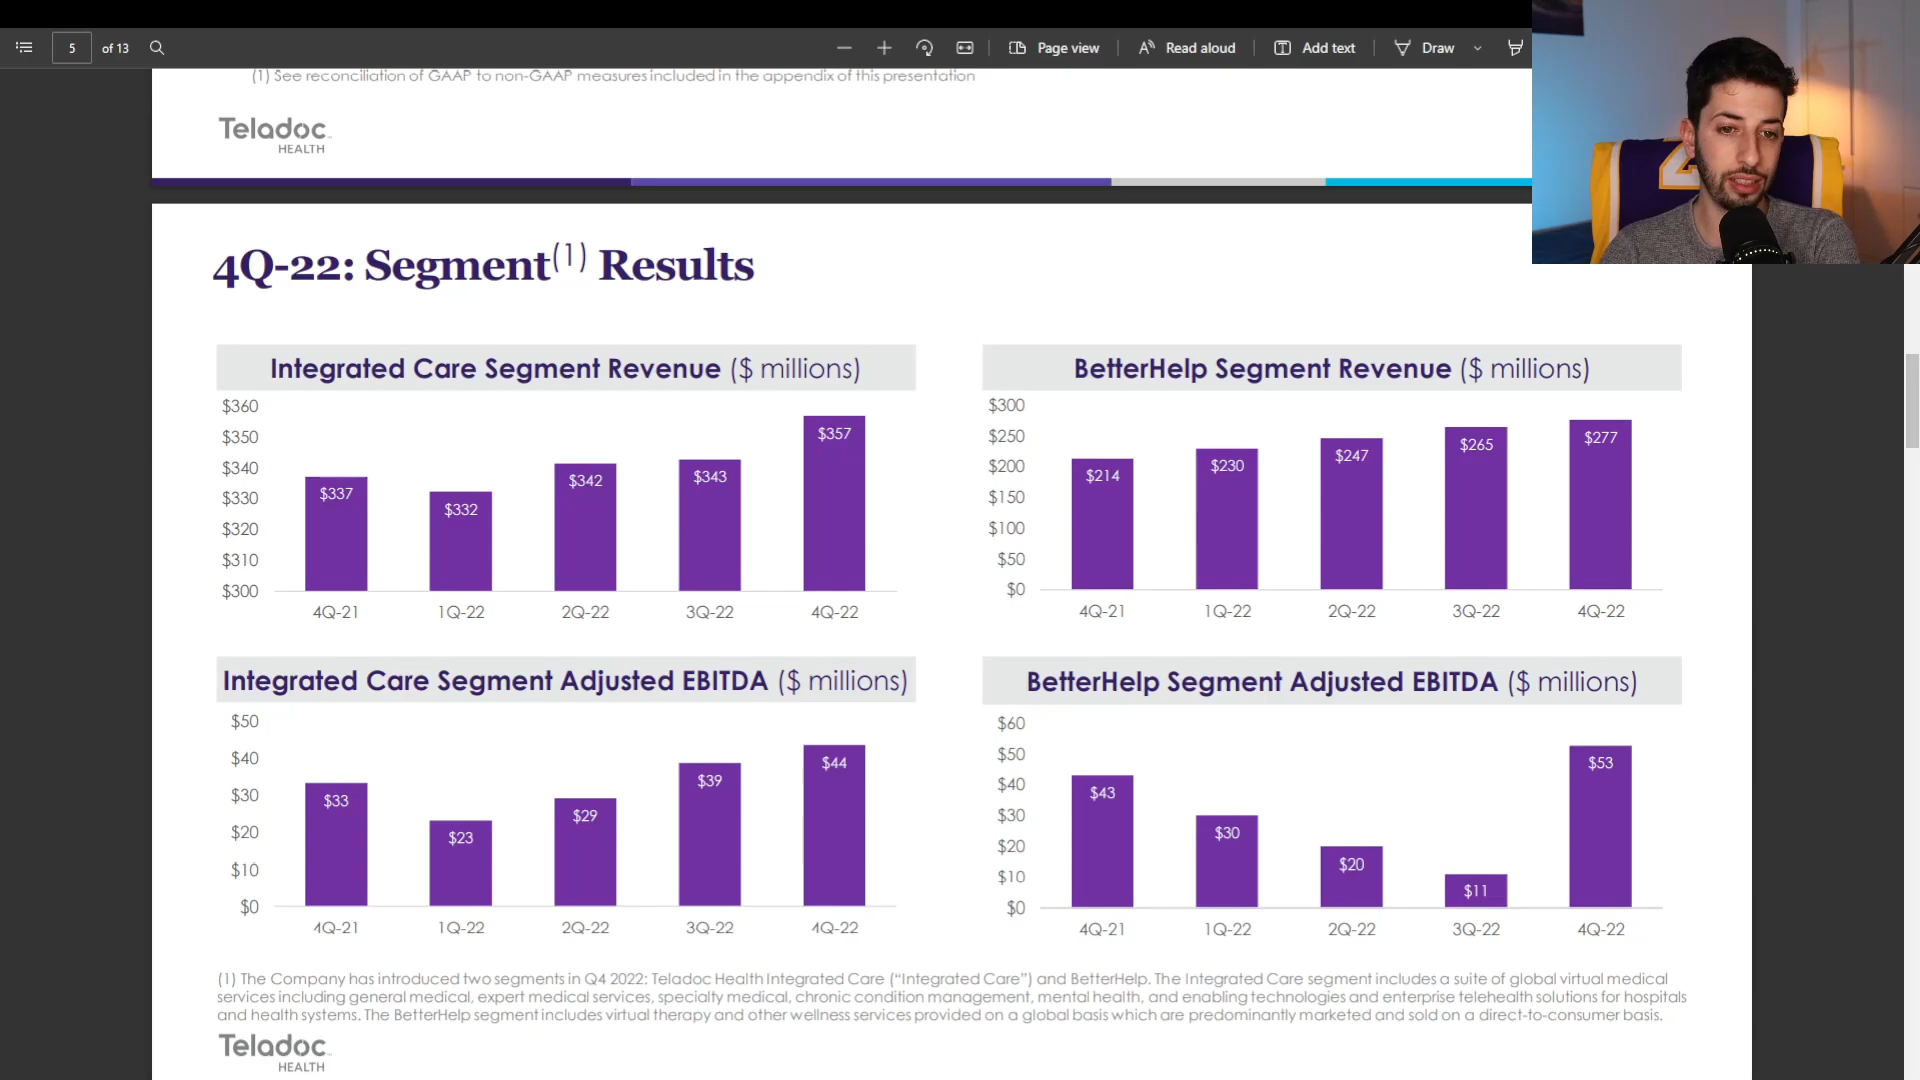 5 of 13
Page view
Read aloud
Add text
Draw
(1) See reconciliation of GAAP to non-GAAP measures included in the appendix of this presentation
Teladoc
HEALTH
4Q-22: Segment(1) Results
Integrated Care Segment Revenue ($ millions)
$360
$350
$340
$330
$320
$310
$300
$337
$332
$342
$343
$357
4Q-21 1Q-22 2Q-22 3Q-22 4Q-22
BetterHelp Segment Revenue ($ millions)
$300
$250
$200
$150
$100
$50
$0
$214
$230
$247
$265
$277
4Q-21 1Q-22 2Q-22 3Q-22 4Q-22
Integrated Care Segment Adjusted EBITDA ($ millions)
$50
$40
$30
$20
$10
$0
$33
$23
$29
$39
$44
4Q-21 1Q-22 2Q-22 3Q-22 4Q-22
BetterHelp Segment Adjusted EBITDA ($ millions)
$60
$50
$40
$30
$20
$10
$0
$43
$30
$20
$11
$53
4Q-21 1Q-22 2Q-22 3Q-22 4Q-22
(1) The Company has introduced two segments in Q4 2022: Teladoc Health Integrated Care (“Integrated Care”) and BetterHelp. The Integrated Care segment includes a suite of global virtual medical
services including general medical, expert medical services, specialty medical, chronic condition management, mental health, and enabling technologies and enterprise telehealth solutions for hospitals
and health systems. The BetterHelp segment includes virtual therapy and other wellness services provided on a global basis which are predominantly marketed and sold on a direct-to-consumer basis.
Teladoc
HEALTH